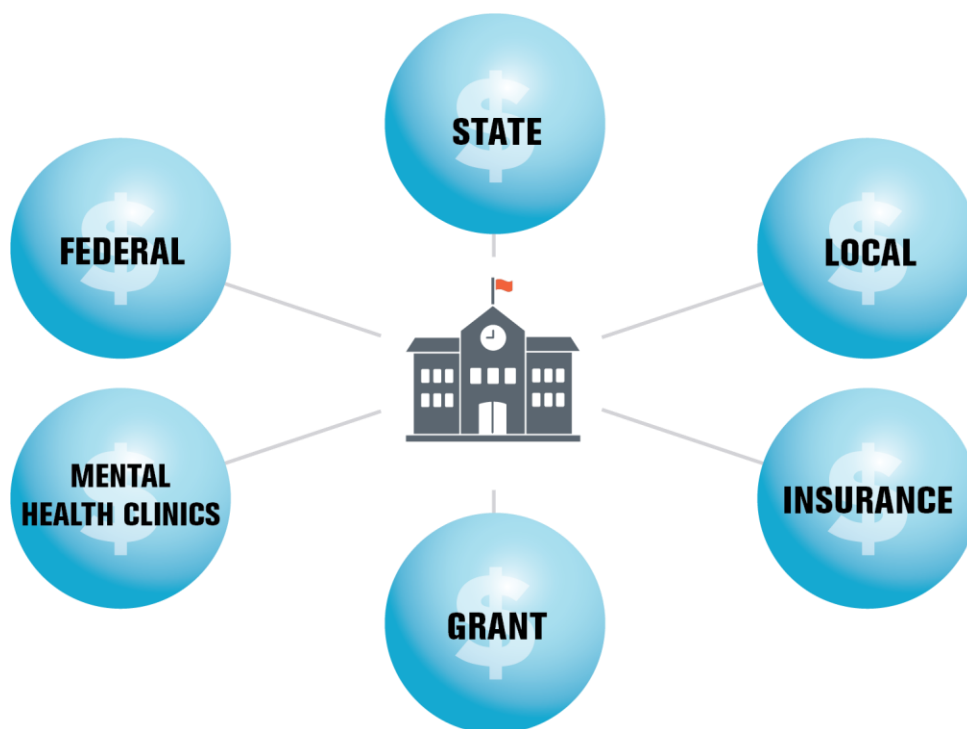 STATE
FEDERAL
LOCAL
MENTAL
HEALTH CLINICS
INSURANCE
GRANT